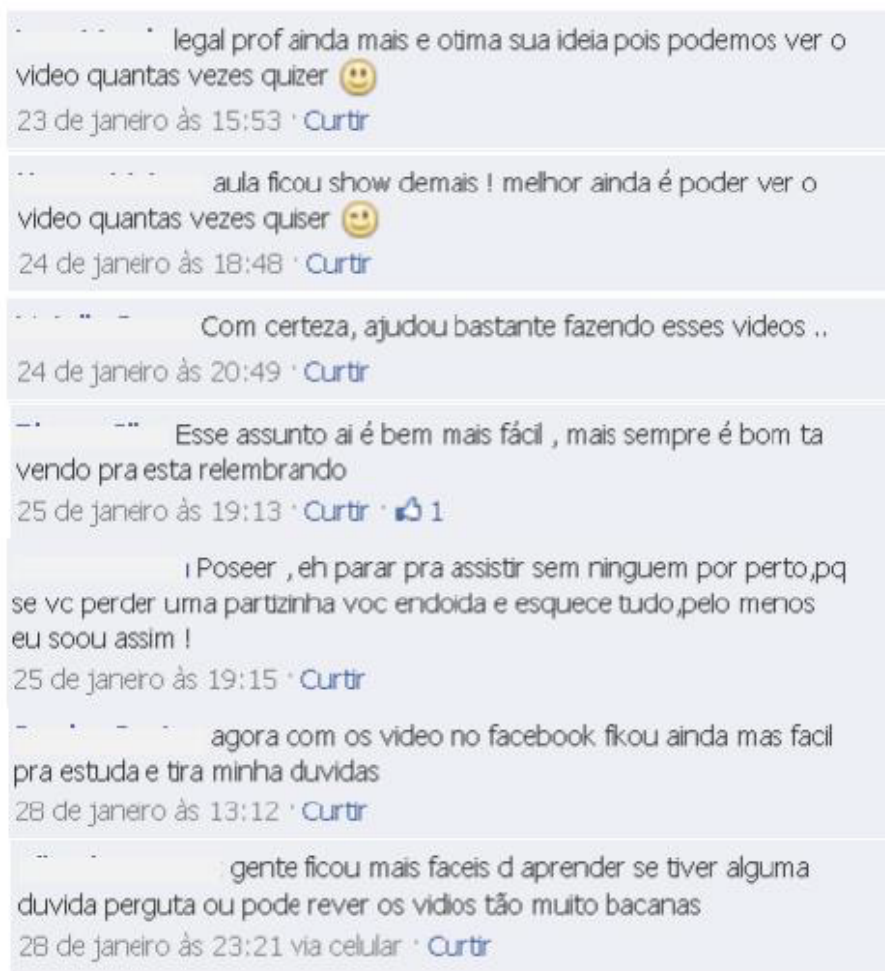 legal prof ainda mais e otima sua ideia pois podemos ver o
video quantas vezes quizer
23 de janeiro às 15:53 · Curtir
aula ficou show demais ! melhor ainda é poder ver o
video quantas vezes quiser
24 de janeiro às 18:48 · Curtir
Com certeza, ajudou bastante fazendo esses videos ..
24 de janeiro às 20:49 · Curtir
Esse assunto ai é bem mais fácil , mais sempre é bom ta
vendo pra esta relembrando
25 de janeiro às 19:13 · Curtir · 1
Poseer , eh parar pra assistir sem ninguem por perto,pq
se vc perder uma partizinha voc endoida e esquece tudo,pelo menos
eu soou assim !
25 de janeiro às 19:15 · Curtir
agora com os video no facebook fikou ainda mas facil
pra estuda e tira minha duvidas
28 de janeiro às 13:12 · Curtir
gente ficou mais faceis d aprender se tiver alguma
duvida perguta ou pode rever os vidios tão muito bacanas
28 de janeiro às 23:21 via celular · Curtir